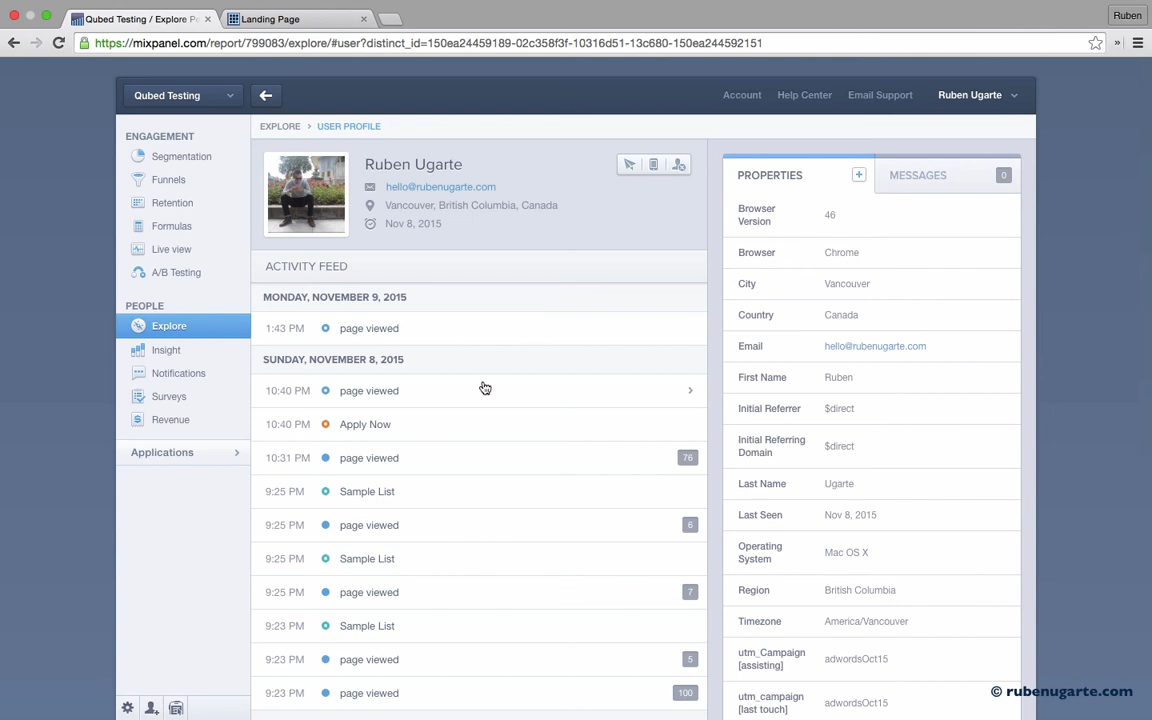 Qubed Testing / Explore Pe
Landing Page
Ruben
https://mixpanel.com/report/799083/explore/#user?distinct_id=150ea24459189-02c358f3f-10316d51-13c680-150ea244592151
»
Qubed Testing
Account
Help Center
Email Support
Ruben Ugarte
EXPLORE > USER PROFILE
ENGAGEMENT
Segmentation
Funnels
Retention
Formulas
Live view
A/B Testing
PEOPLE
Explore
Insight
Notifications
Surveys
Revenue
Applications
Ruben Ugarte
hello@rubenugarte.com
Vancouver, British Columbia, Canada
Nov 8, 2015
ACTIVITY FEED
MONDAY, NOVEMBER 9, 2015
1:43 PM page viewed
SUNDAY, NOVEMBER 8, 2015
10:40 PM page viewed
10:40 PM Apply Now
10:31 PM page viewed 76
9:25 PM Sample List
9:25 PM page viewed 6
9:25 PM Sample List
9:25 PM page viewed 7
9:23 PM Sample List
9:23 PM page viewed 5
9:23 PM page viewed 100
PROPERTIES
MESSAGES 0
Browser
Version
46
Browser Chrome
City Vancouver
Country Canada
Email hello@rubenugarte.com
First Name Ruben
Initial Referrer $direct
Initial Referring
Domain
$direct
Last Name Ugarte
Last Seen Nov 8, 2015
Operating
System
Mac OS X
Region British Columbia
Timezone America/Vancouver
utm_Campaign
[assisting]
adwordsOct15
utm_campaign
[last touch]
adwordsOct15
© rubenugarte.com